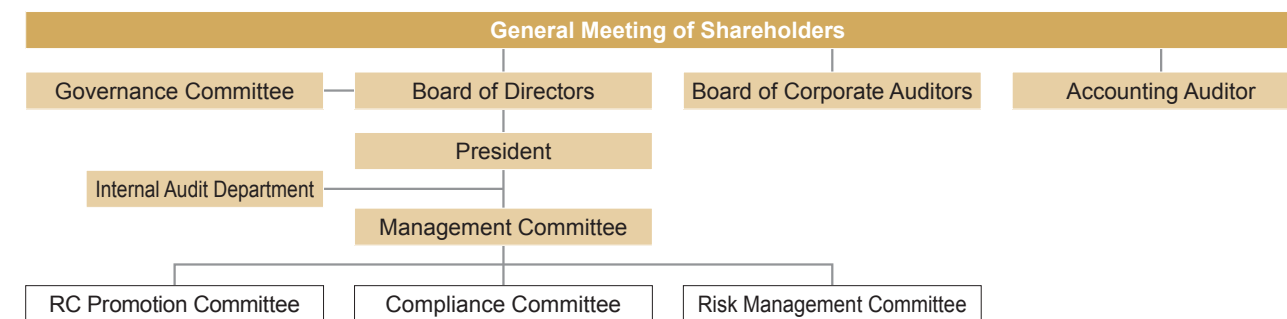 General Meeting of Shareholders
Governance Committee
Board of Directors
Board of Corporate Auditors
Accounting Auditor
President
Internal Audit Department
Management Committee
RC Promotion Committee
Compliance Committee
Risk Management Committee